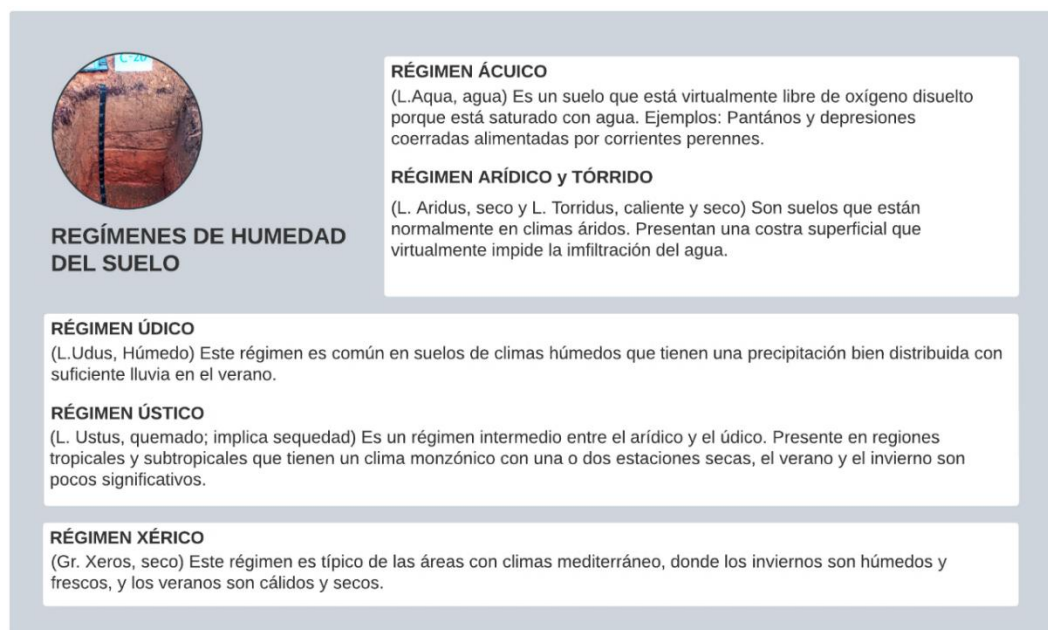 C-20
REGÍMENES DE HUMEDAD
DEL SUELO
RÉGIMEN ÁCUICO
(L.Aqua, agua) Es un suelo que está virtualmente libre de oxígeno disuelto
porque está saturado con agua. Ejemplos: Pantános y depresiones
coerradas alimentadas por corrientes perennes.
RÉGIMEN ARÍDICO y TÓRRIDO
(L. Aridus, seco y L. Torridus, caliente y seco) Son suelos que están
normalmente en climas áridos. Presentan una costra superficial que
virtualmente impide la imfiltración del agua.
RÉGIMEN ÚDICO
(L.Udus, Húmedo) Este régimen es común en suelos de climas húmedos que tienen una precipitación bien distribuida con
suficiente lluvia en el verano.
RÉGIMEN ÚSTICO
(L. Ustus, quemado; implica sequedad) Es un régimen intermedio entre el arídico y el údico. Presente en regiones
tropicales y subtropicales que tienen un clima monzónico con una o dos estaciones secas, el verano y el invierno son
pocos significativos.
RÉGIMEN XÉRICO
(Gr. Xeros, seco) Este régimen es típico de las áreas con climas mediterráneo, donde los inviernos son húmedos y
frescos, y los veranos son cálidos y secos.